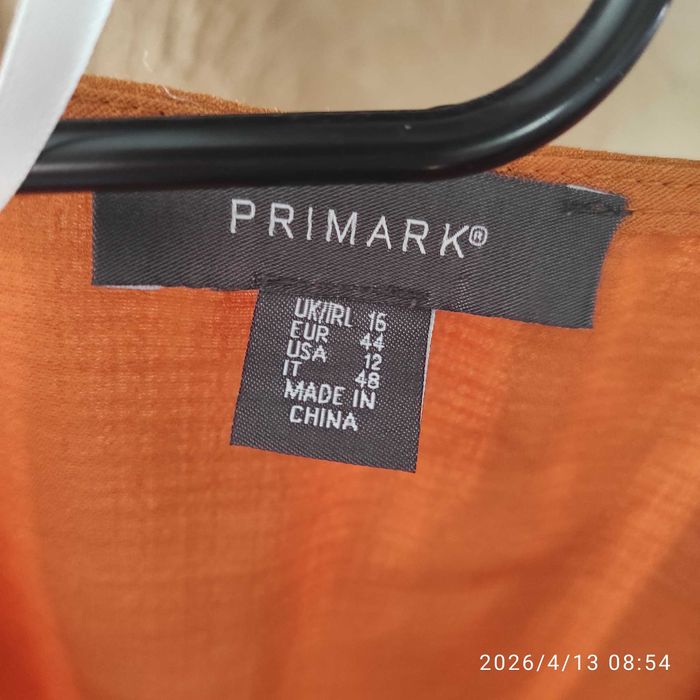 PRIMARK®
UK/IRL 16
EUR 44
USA 12
IT 48
MADE IN
CHINA
2026/4/13 08:54